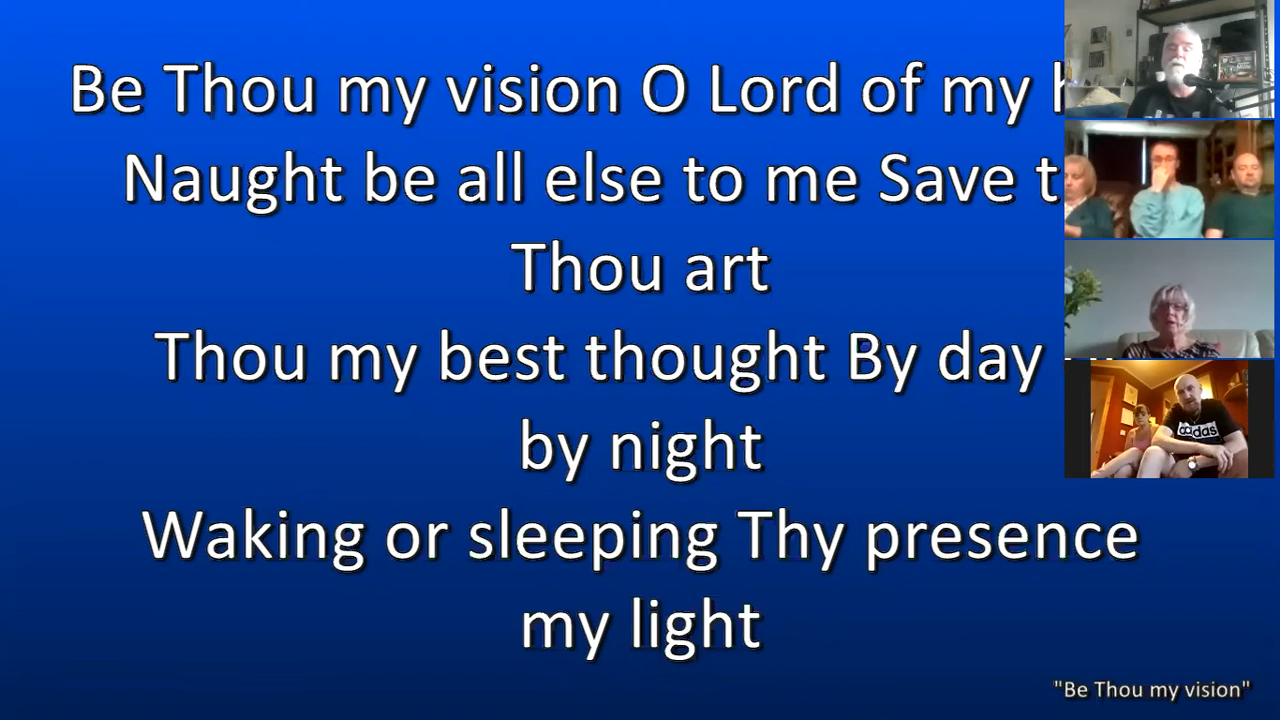 Be Thou my vision O Lord of my
Naught be all else to me Save
Thou art
Thou my best thought By day
by night
Waking or sleeping Thy presence
my light
"Be Thou my vision"
adidas